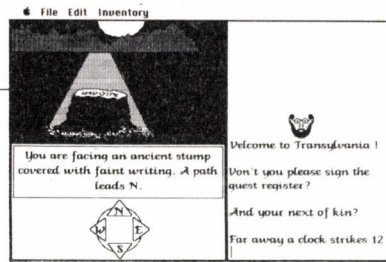 File Edit Inventory
You are facing an ancient stump
covered with faint writing. A path
leads N.
N
W E
S
Welcome to Transylvania !
Don't you please sign the
guest register?
And your next of kin?
Far away a clock strikes 12